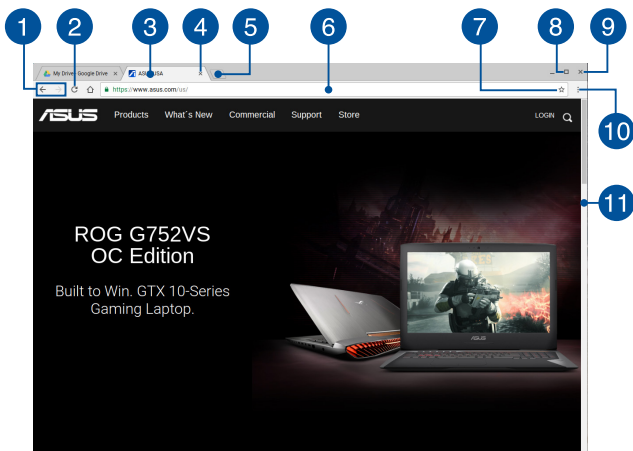 1 2 3 4 5 6 7 8 9
My Drive - Google Drive × ASUS USA ×
https://www.asus.com/us/
10
ASUS Products What´s New Commercial Support Store LOGIN
11
ROG G752VS
OC Edition
Built to Win. GTX 10-Series
Gaming Laptop.
ASUS